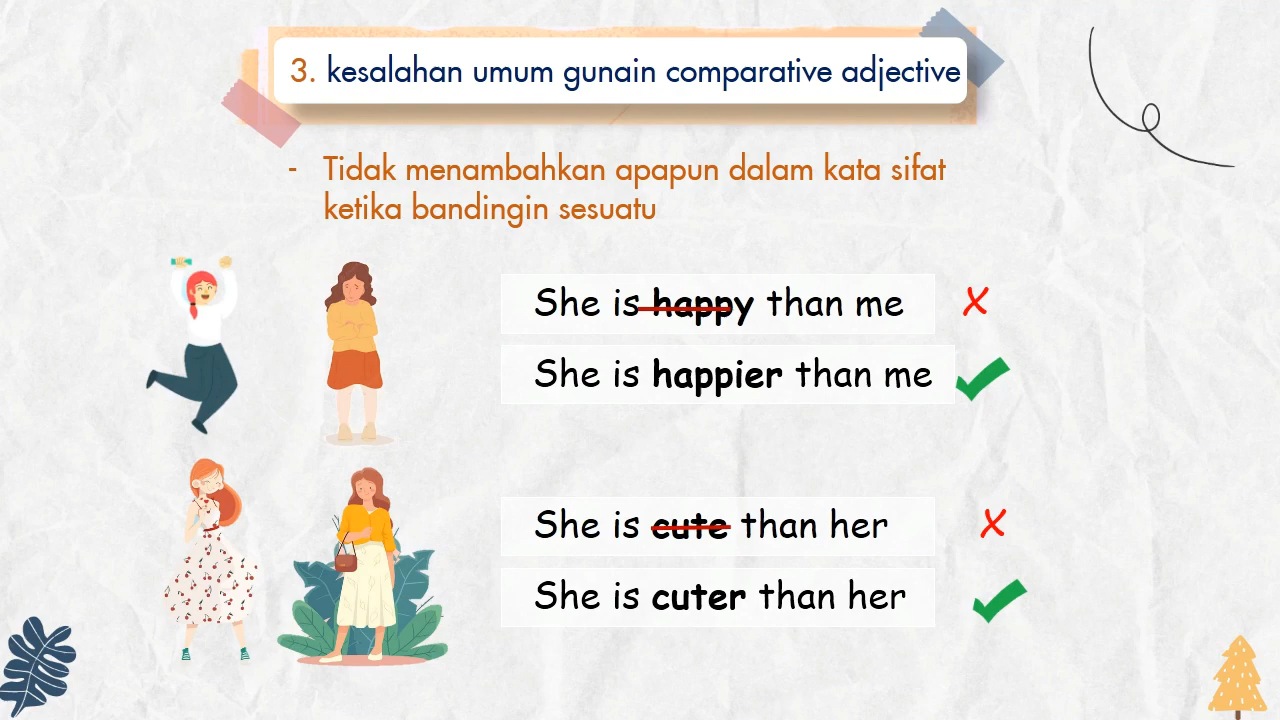 3. kesalahan umum gunain comparative adjective
- Tidak menambahkan apapun dalam kata sifat
ketika bandingin sesuatu
She is happy than me ✗
She is happier than me ✔
She is cute than her ✗
She is cuter than her ✔